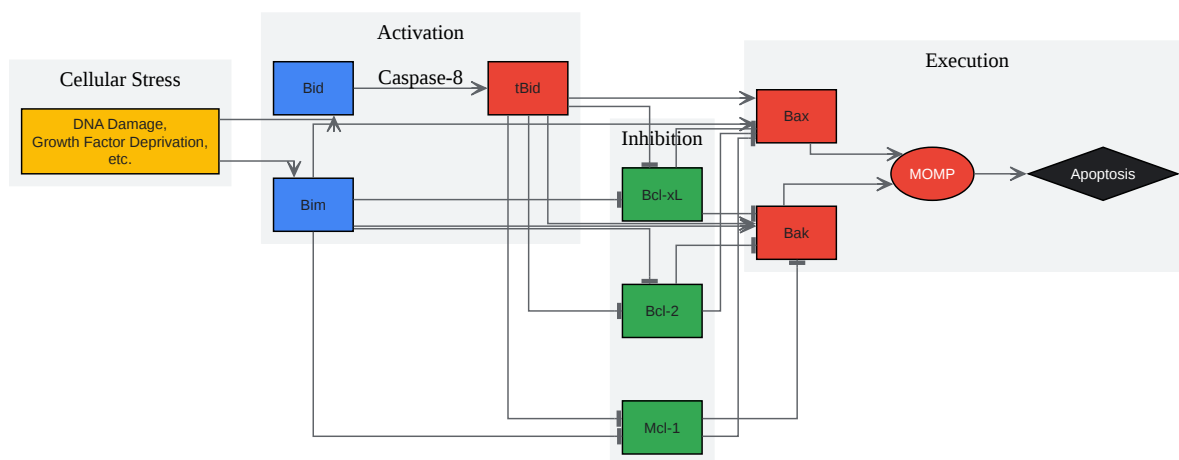 Cellular Stress
DNA Damage,
Growth Factor Deprivation,
etc.
Activation
Bid
Caspase-8
tBid
Bim
Inhibition
Bcl-xL
Bcl-2
Mcl-1
Execution
Bax
Bak
MOMP
Apoptosis